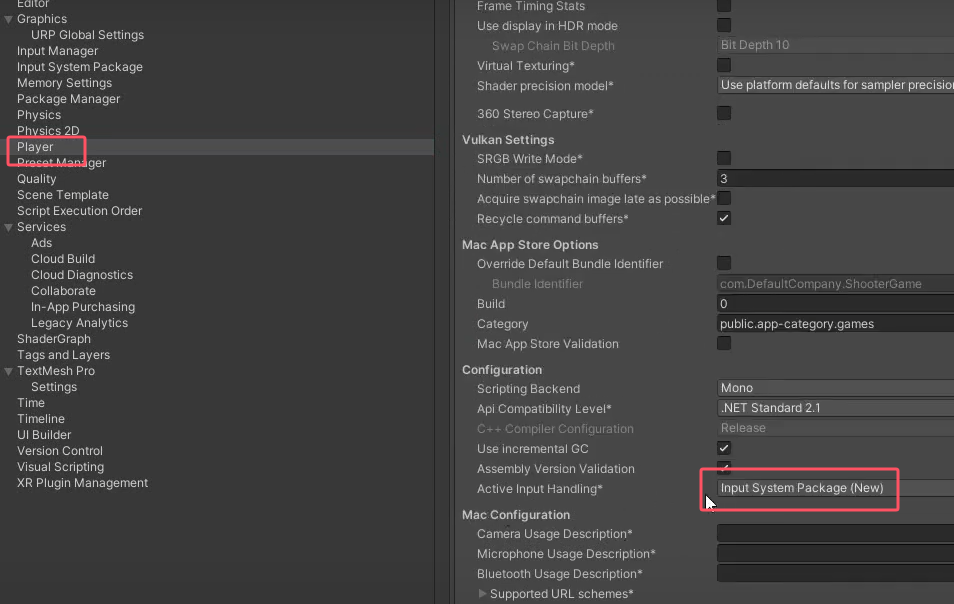 Editor
Graphics
URP Global Settings
Input Manager
Input System Package
Memory Settings
Package Manager
Physics
Physics 2D
Player
Preset Manager
Quality
Scene Template
Script Execution Order
Services
Ads
Cloud Build
Cloud Diagnostics
Collaborate
In-App Purchasing
Legacy Analytics
ShaderGraph
Tags and Layers
TextMesh Pro
Settings
Time
Timeline
UI Builder
Version Control
Visual Scripting
XR Plugin Management
Frame Timing Stats
Use display in HDR mode
Swap Chain Bit Depth Bit Depth 10
Virtual Texturing*
Shader precision model* Use platform defaults for sampler precision
360 Stereo Capture*
Vulkan Settings
SRGB Write Mode*
Number of swapchain buffers* 3
Acquire swapchain image late as possible*
Recycle command buffers*
Mac App Store Options
Override Default Bundle Identifier
Bundle Identifier com.DefaultCompany.ShooterGame
Build 0
Category public.app-category.games
Mac App Store Validation
Configuration
Scripting Backend Mono
Api Compatibility Level* .NET Standard 2.1
C++ Compiler Configuration Release
Use incremental GC
Assembly Version Validation
Active Input Handling* Input System Package (New)
Mac Configuration
Camera Usage Description*
Microphone Usage Description*
Bluetooth Usage Description*
Supported URL schemes*